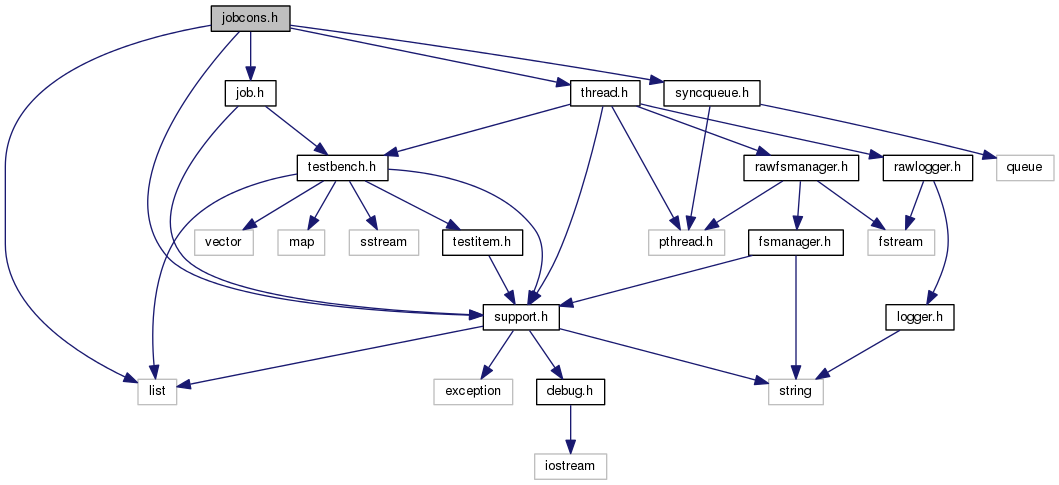 jobcons.h
job.h
thread.h
syncqueue.h
testbench.h
rawfsmanager.h
rawlogger.h
queue
vector
map
sstream
testitem.h
pthread.h
fsmanager.h
fstream
support.h
logger.h
list
exception
debug.h
string
iostream